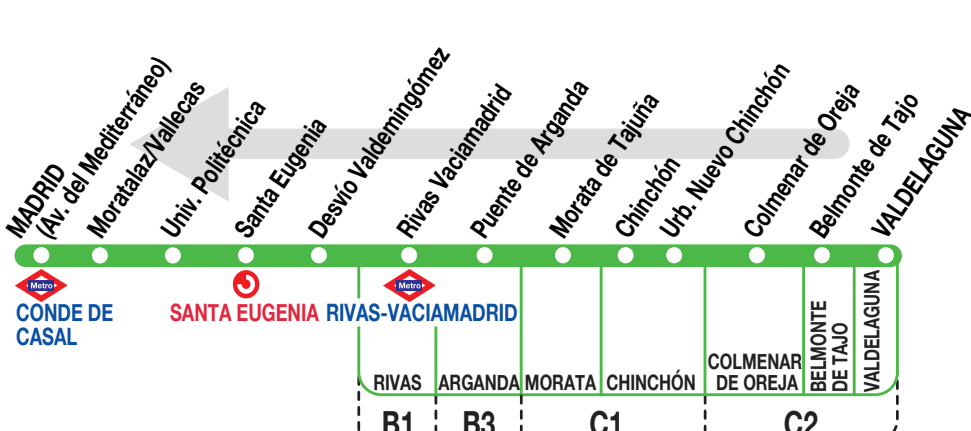 MADRID
(Av. del Mediterráneo)
Moratalaz/Vallecas
Univ. Politécnica
Santa Eugenia
Desvío Valdemingómez
Rivas Vaciamadrid
Puente de Arganda
Morata de Tajuña
Chinchón
Urb. Nuevo Chinchón
Colmenar de Oreja
Belmonte de Tajo
VALDELAGUNA
Metro
Metro
CONDE DE
CASAL
SANTA EUGENIA
RIVAS-VACIAMADRID
RIVAS
ARGANDA
MORATA
CHINCHÓN
COLMENAR
DE OREJA
BELMONTE
DE TAJO
VALDELAGUNA
B1
B3
C1
C2